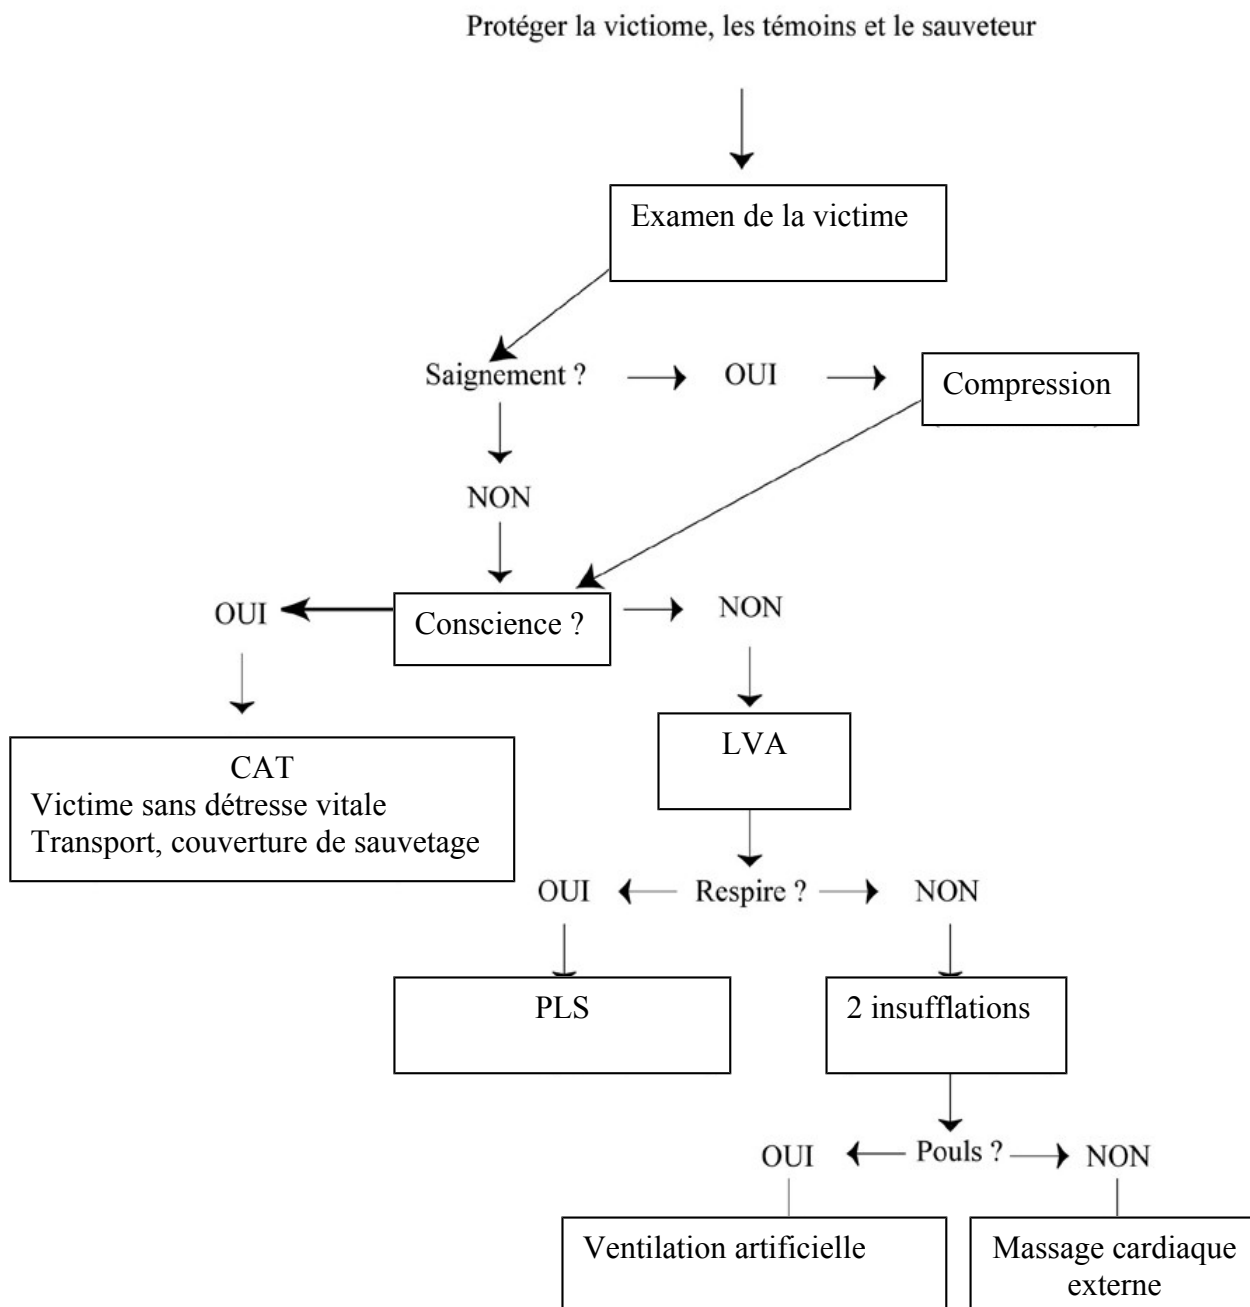 Protéger la victiome, les témoins et le sauveteur
Examen de la victime
Saignement ?
OUI
Compression
NON
OUI
Conscience ?
NON
CAT
Victime sans détresse vitale
Transport, couverture de sauvetage
LVA
OUI
Respire ?
NON
PLS
2 insufflations
OUI
Pouls ?
NON
Ventilation artificielle
Massage cardiaque
externe